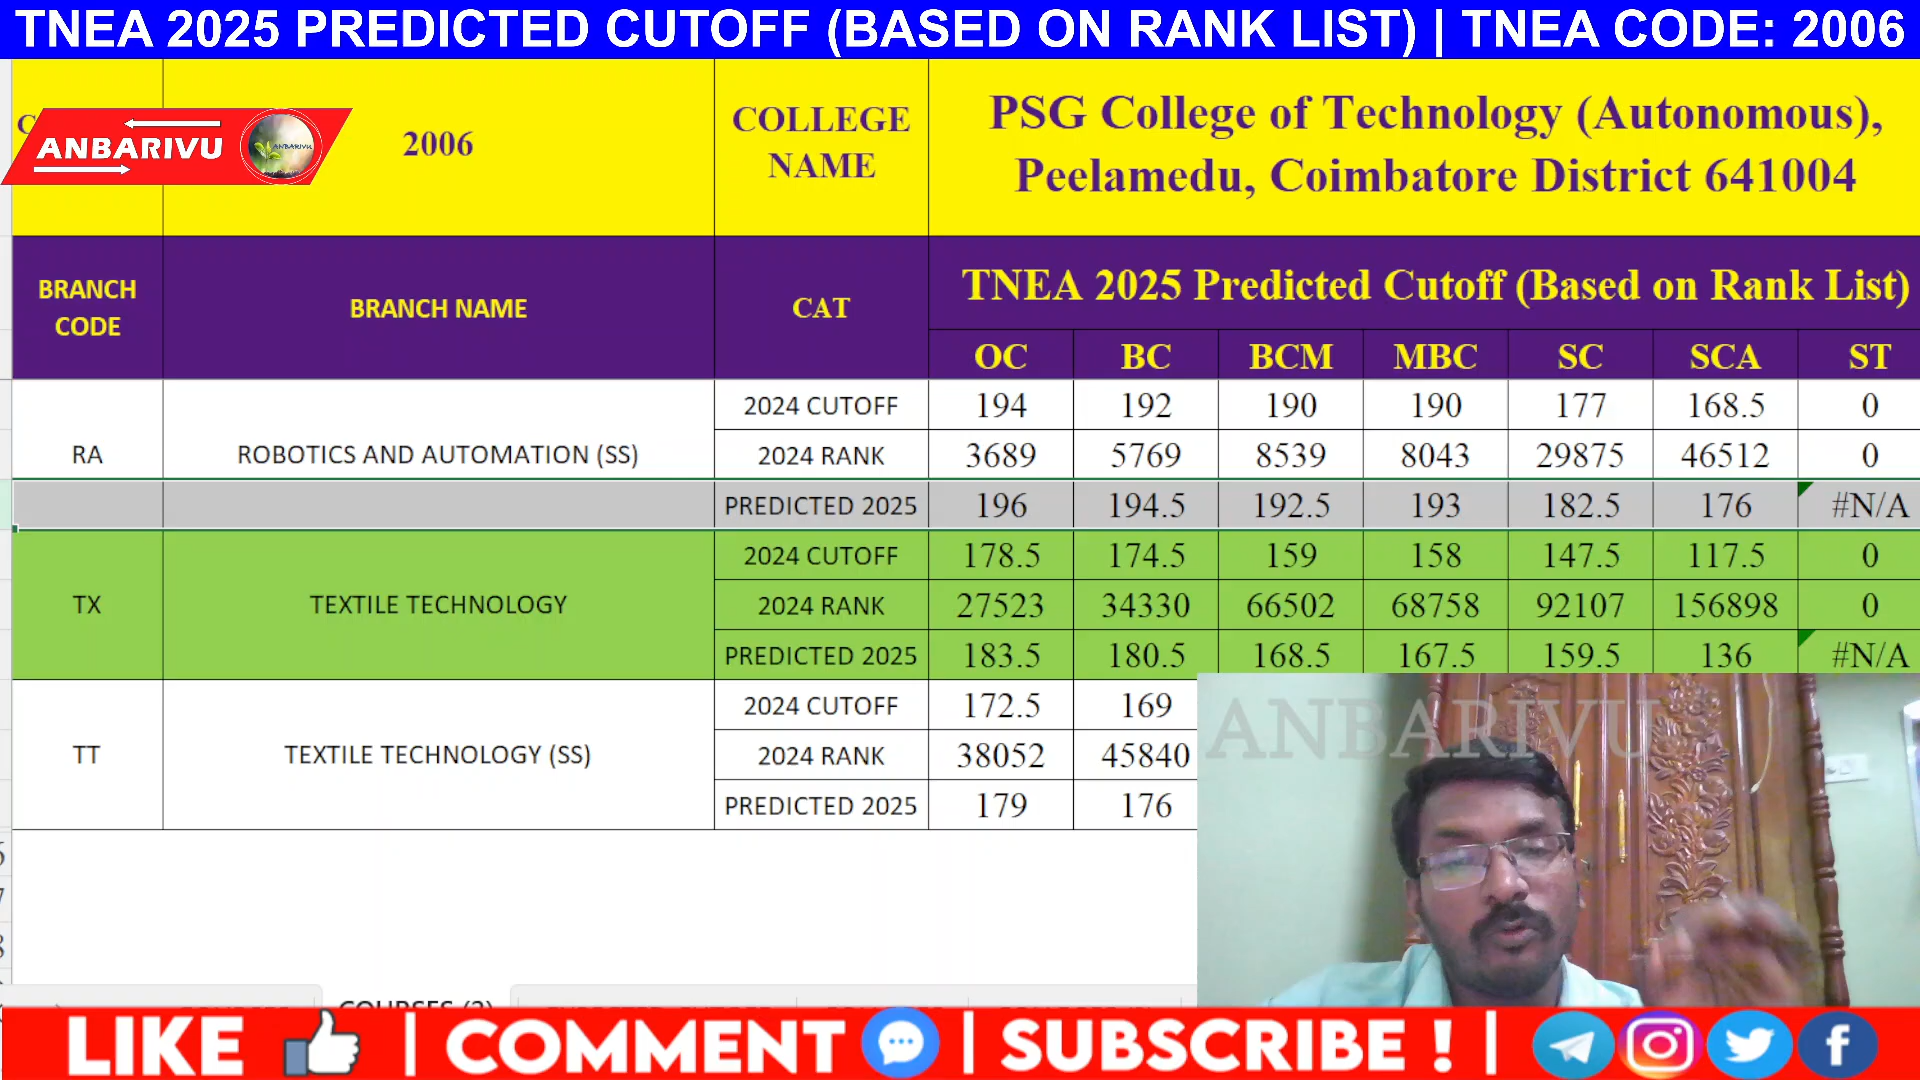 TNEA 2025 PREDICTED CUTOFF (BASED ON RANK LIST) | TNEA CODE: 2006
ANBARIVU
ANBARIVU
2006
COLLEGE NAME
PSG College of Technology (Autonomous),
Peelamedu, Coimbatore District 641004
BRANCH CODE
BRANCH NAME
CAT
TNEA 2025 Predicted Cutoff (Based on Rank List)
OC BC BCM MBC SC SCA ST
2024 CUTOFF 194 192 190 190 177 168.5 0
RA ROBOTICS AND AUTOMATION (SS) 2024 RANK 3689 5769 8539 8043 29875 46512 0
PREDICTED 2025 196 194.5 192.5 193 182.5 176 #N/A
2024 CUTOFF 178.5 174.5 159 158 147.5 117.5 0
TX TEXTILE TECHNOLOGY 2024 RANK 27523 34330 66502 68758 92107 156898 0
PREDICTED 2025 183.5 180.5 168.5 167.5 159.5 136 #N/A
2024 CUTOFF 172.5 169
TT TEXTILE TECHNOLOGY (SS) 2024 RANK 38052 45840
PREDICTED 2025 179 176
ANBARIVU
COURSES (2)
LIKE | COMMENT | SUBSCRIBE ! |